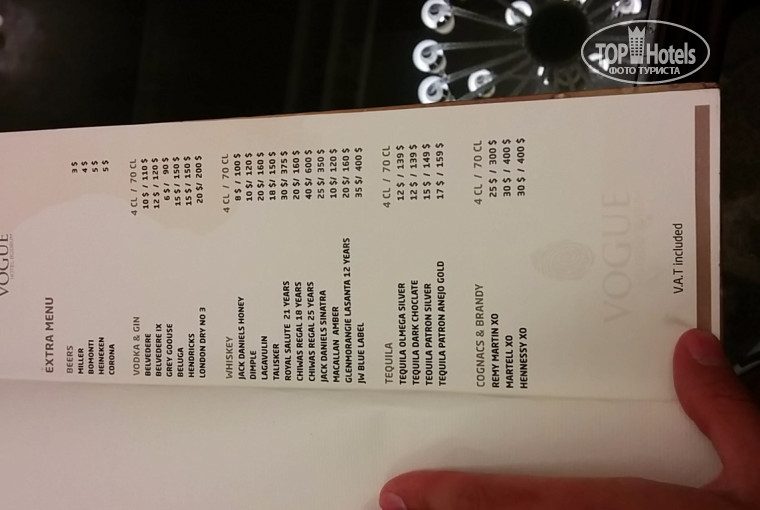 VOGUE
EXTRA MENU
BEERS
MILLER 3 $
BOMONTI 4 $
HEINEKEN 5 $
CORONA 5 $
VODKA & GIN 4 CL / 70 CL
BELVEDERE 10 $ / 110 $
BELVEDERE IX 12 $ / 120 $
GREY GOOUSE 6 $ / 90 $
BELUGA 15 $ / 150 $
HENDRICKS 15 $ / 150 $
LONDON DRY NO 3 20 $/ 200 $
WHISKEY 4 CL / 70 CL
JACK DANIELS HONEY 8 $ / 100 $
DIMPLE 10 $/ 120 $
LAGAVULIN 20 $/ 160 $
TALISKER 18 $/ 150 $
ROYAL SALUTE 21 YEARS 30 $/ 375 $
CHIWAS REGAL 18 YEARS 20 $/ 160 $
CHIWAS REGAL 25 YEARS 40 $/ 600 $
JACK DANIELS SINATRA 25 $/ 350 $
MACALLAN AMBER 10 $ / 120 $
GLENMORANGIE LASANTA 12 YEARS 20 $/ 160 $
JW BLUE LABEL 35 $/ 400 $
TEQUILA 4 CL / 70 CL
TEQUILA OLMEGA SILVER 12 $ / 139 $
TEQUILA DARK CHOCLATE 12 $ / 139 $
TEOUILA PATRON SILVER 15 $ / 149 $
TEQUILA PATRON ANEJO GOLD 17 $ / 159 $
COGNACS & BRANDY 4 CL / 70 CL
REMY MARTIN XO 25 $ / 300 $
MARTELL XO 30 $ / 400 $
HENNESSY XO 30 $ / 400 $
VOGUE
V.A.T included
TOP Hotels
ФОТО ТУРИСТА